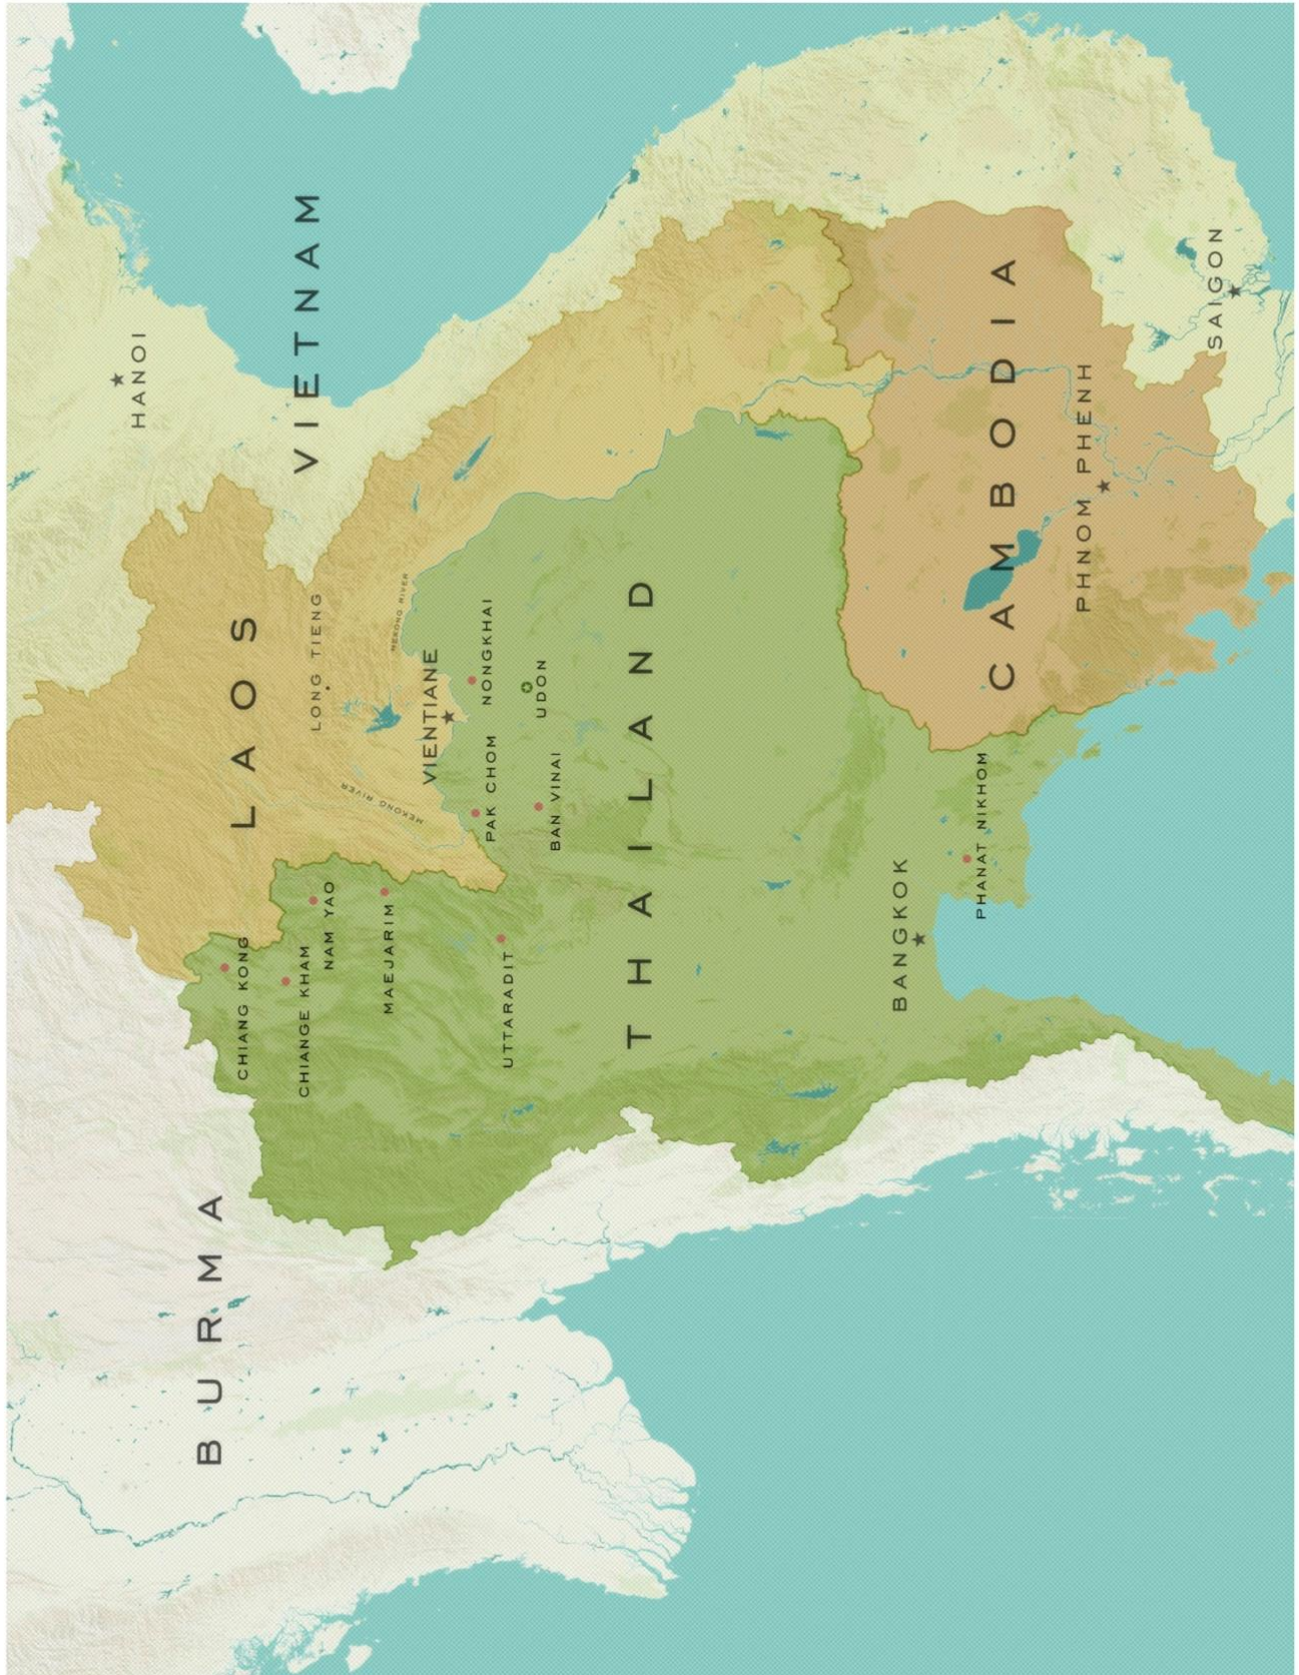 HANOI
VIETNAM
BURMA
LAOS
LONG TIENG
MEKONG RIVER
MEKONG RIVER
VIENTIANE
CHIANG KONG
CHIANGE KHAM
NAM YAO
MAEJARIM
UTTARADIT
PAK CHOM
NONGKHAI
UDON
BAN VINAI
THAILAND
BANGKOK
PHANAT NIKHOM
CAMBODIA
PHNOM PHENH
SAIGON